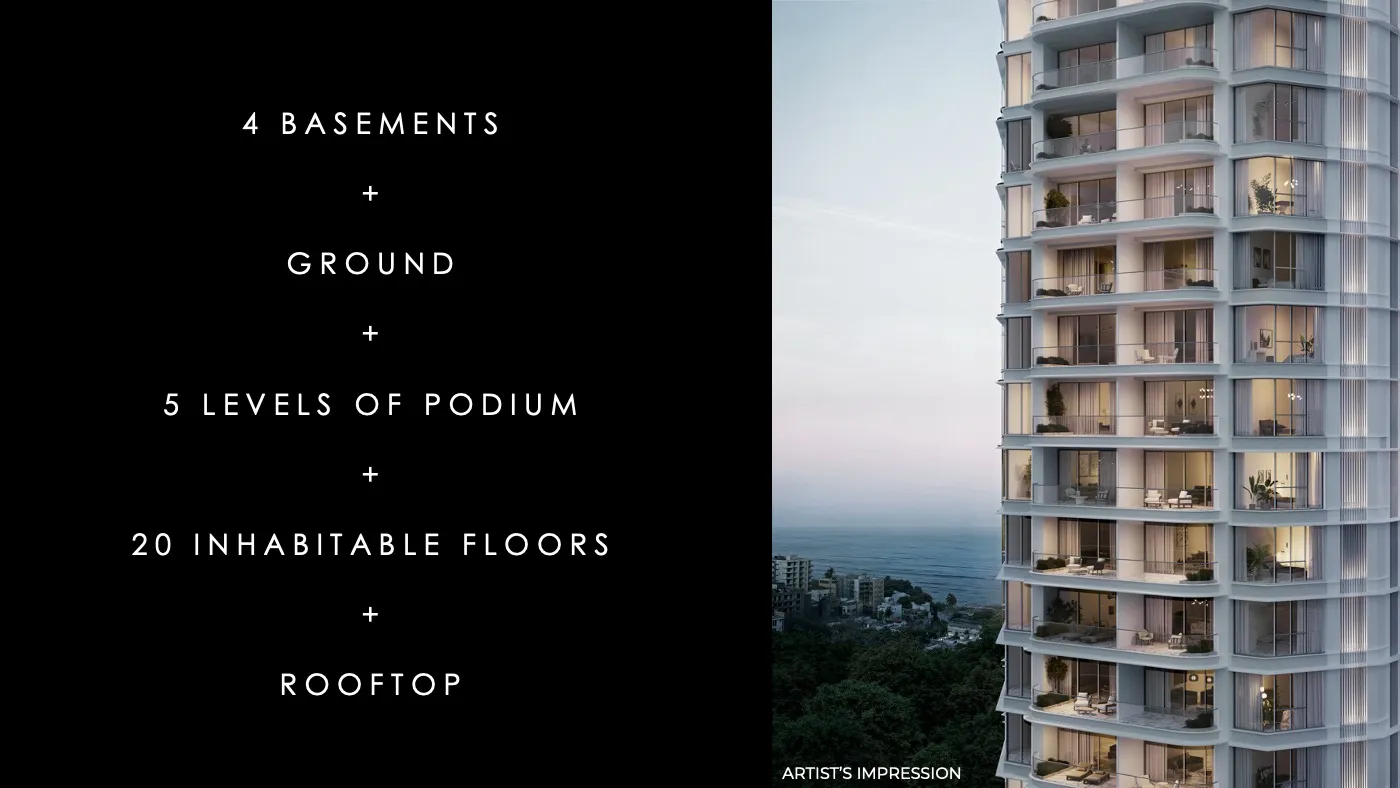 4 BASEMENTS
+
GROUND
+
5 LEVELS OF PODIUM
+
20 INHABITABLE FLOORS
+
ROOFTOP
ARTIST'S IMPRESSION